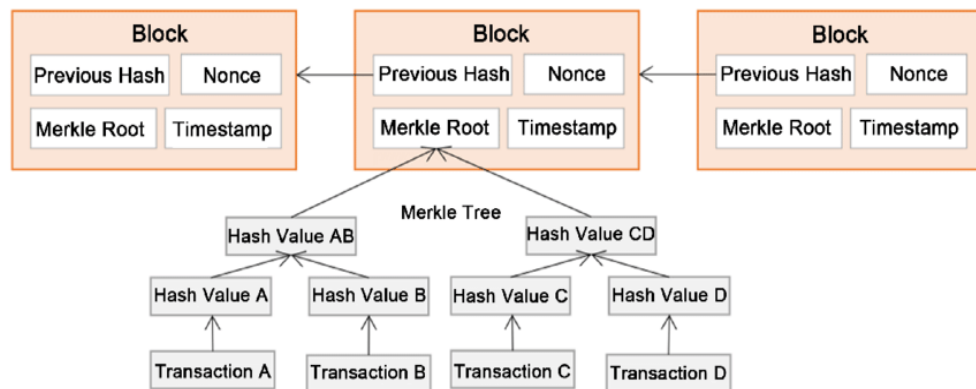 Block
Block
Block
Previous Hash
Nonce
Previous Hash
Nonce
Previous Hash
Nonce
Merkle Root
Timestamp
Merkle Root
Timestamp
Merkle Root
Timestamp
Merkle Tree
Hash Value AB
Hash Value CD
Hash Value A
Hash Value B
Hash Value C
Hash Value D
Transaction A
Transaction B
Transaction C
Transaction D